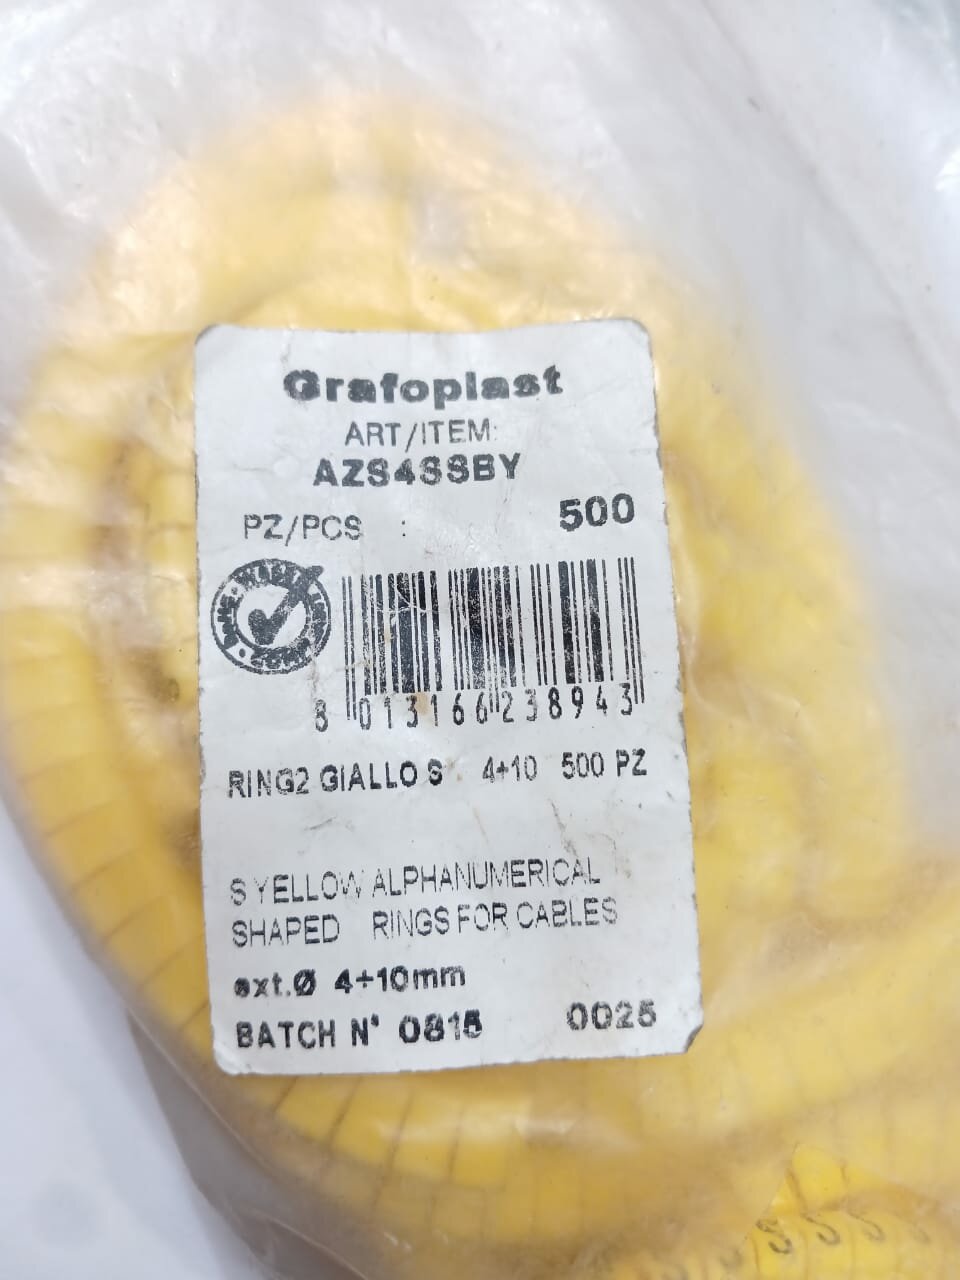 Grafoplast
ART/ITEM:
AZS4SSBY
PZ/PCS : 500
8 013166 238943
RING2 GIALLO S 4÷10 500 PZ
S YELLOW ALPHANUMERICAL
SHAPED RINGS FOR CABLES
ext.Ø 4÷10mm
BATCH N° 0815 0025
S S S S